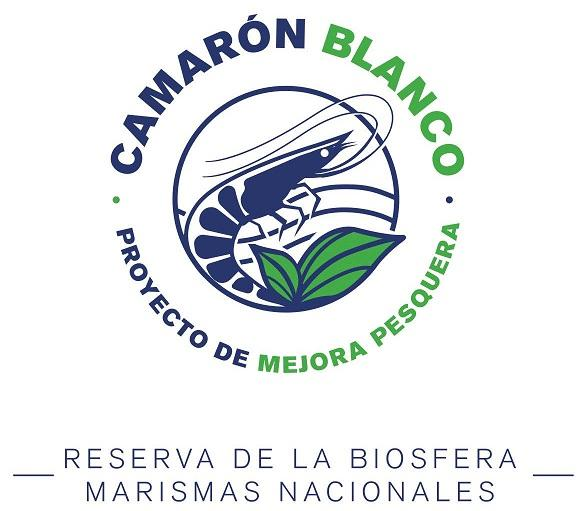 CAMARÓN BLANCO
PROYECTO DE MEJORA PESQUERA
RESERVA DE LA BIOSFERA
MARISMAS NACIONALES